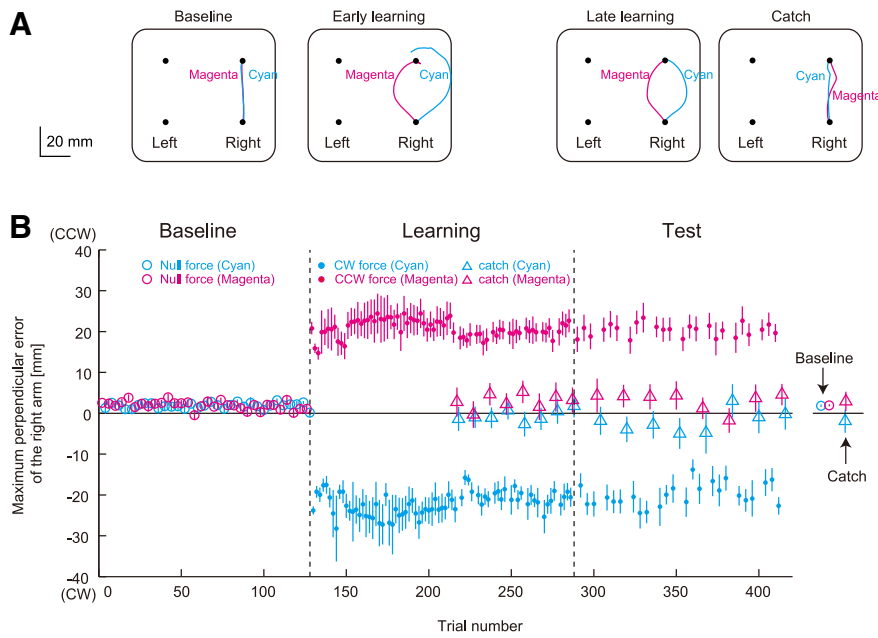 A
Baseline
Early learning
Late learning
Catch
Magenta
Cyan
Left
Right
Magenta
Cyan
Left
Right
Magenta
Cyan
Left
Right
Cyan
Magenta
Left
Right
20 mm
B
Baseline
Learning
Test
(CCW)
40
30
20
10
0
-10
-20
-30
-40
(CW)
Maximum perpendicular error
of the right arm [mm]
Null force (Cyan)
Null force (Magenta)
CW force (Cyan)
CCW force (Magenta)
catch (Cyan)
catch (Magenta)
Baseline
Catch
0
50
100
150
200
250
300
350
400
Trial number